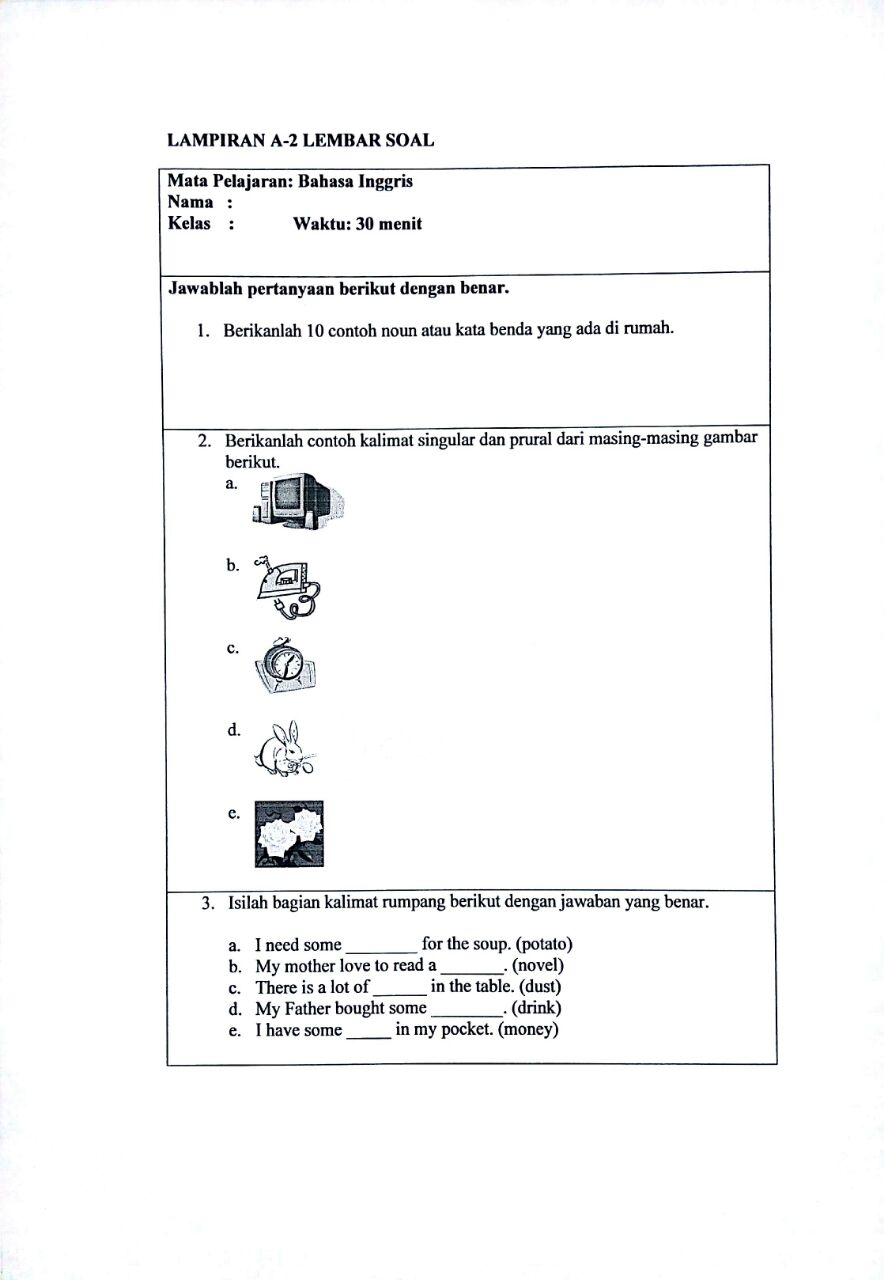 LAMPIRAN A-2 LEMBAR SOAL
Mata Pelajaran: Bahasa Inggris
Nama :
Kelas : Waktu: 30 menit
Jawablah pertanyaan berikut dengan benar.
1. Berikanlah 10 contoh noun atau kata benda yang ada di rumah.
2. Berikanlah contoh kalimat singular dan prural dari masing-masing gambar
berikut.
a.
b.
c.
d.
e.
3. Isilah bagian kalimat rumpang berikut dengan jawaban yang benar.
a. I need some ________ for the soup. (potato)
b. My mother love to read a _______. (novel)
c. There is a lot of ______ in the table. (dust)
d. My Father bought some ________. (drink)
e. I have some _____ in my pocket. (money)